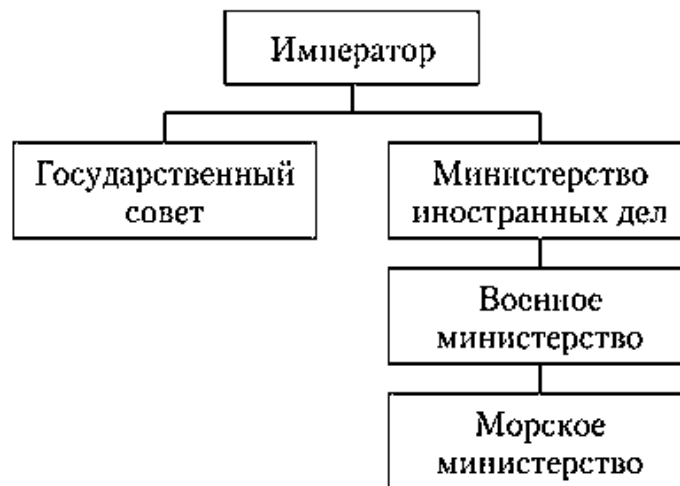 Император
Государственный
совет
Министерство
иностранных дел
Военное
министерство
Морское
министерство